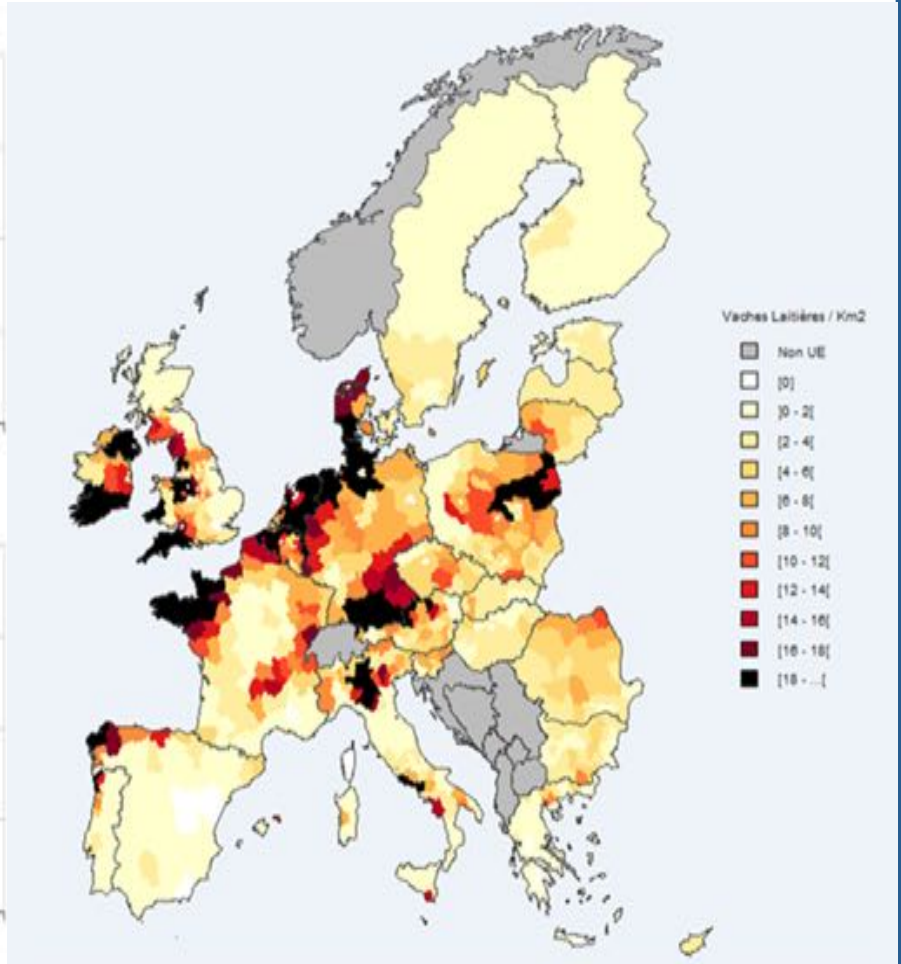 Vaches Laitières / Km2
Non UE
[0]
]0 - 2[
[2 - 4[
[4 - 6[
[6 - 8[
[8 - 10[
[10 - 12[
[12 - 14[
[14 - 16[
[16 - 18[
[18 - ...[